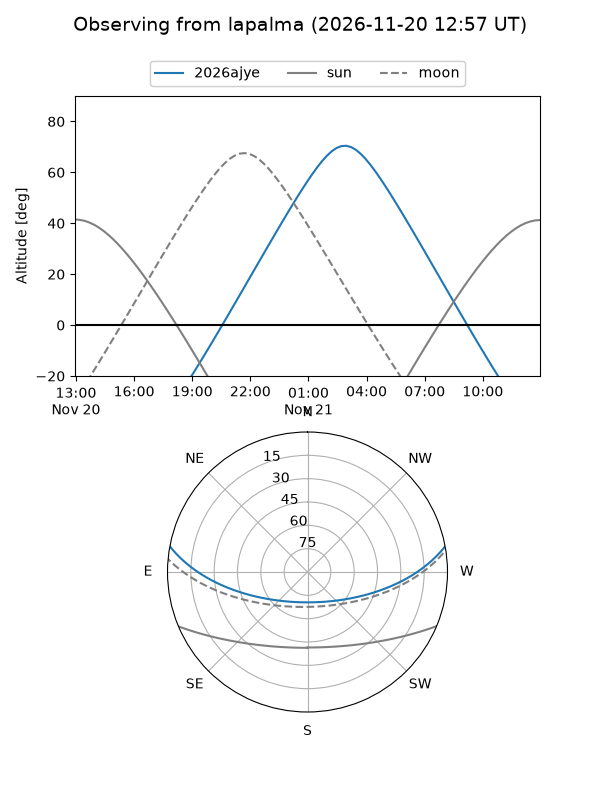 Observing from lapalma (2026-11-20 12:57 UT)
2026ajye sun moon
80
60
40
20
0
−20
Altitude [deg]
13:00 16:00 19:00 22:00 01:00 04:00 07:00 10:00
Nov 20 Nov 21
N
NE NW
15
30
45
60
75
E W
SE SW
S